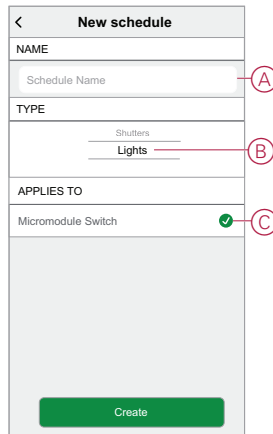 New schedule
NAME
Schedule Name
A
TYPE
Shutters
Lights
B
APPLIES TO
Micromodule Switch
C
Create